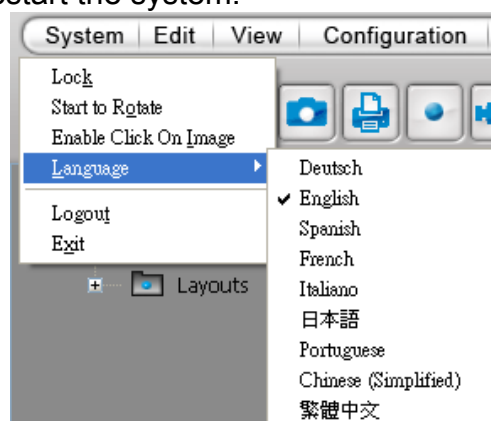 estart the system.
System Edit View Configuration
Lock
Start to Rotate
Enable Click On Image
Language
Logout
Exit
Layouts
Deutsch
English
Spanish
French
Italiano
日本語
Portuguese
Chinese (Simplified)
繁體中文